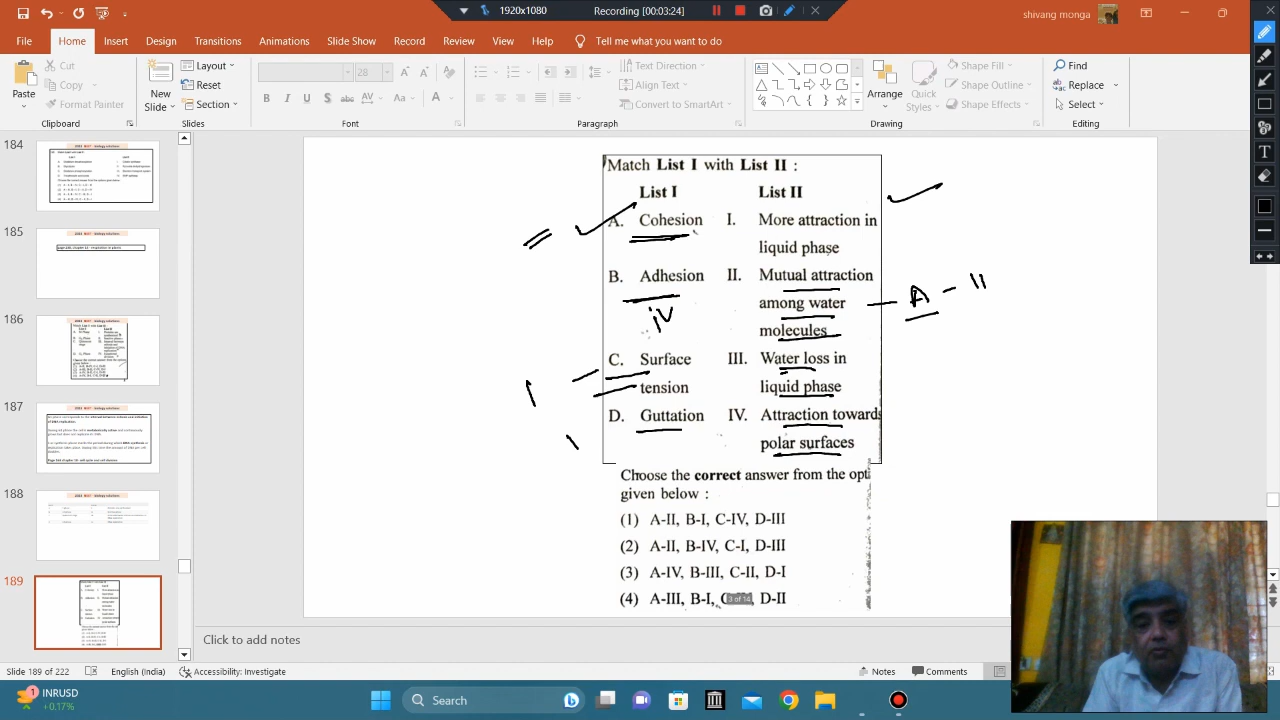 1920x1080
Recording [00:03:24]
shivang monga
File Home Insert Design Transitions Animations Slide Show Record Review View Help Tell me what you want to do
Paste
Cut
Copy
Format Painter
Clipboard
New
Slide
Layout
Reset
Section
Slides
28
Font
Text Direction
Align Text
Convert to SmartArt
Paragraph
Arrange
Quick
Styles
Shape Fill
Shape Outline
Shape Effects
Drawing
Find
Replace
Select
Editing
184
185
186
187
188
189
Match List I with List II :
List I List II
A. Cohesion I. More attraction in
liquid phase
B. Adhesion II. Mutual attraction
among water
molecules
A - II
IV
C. Surface III. Water loss in
tension liquid phase
D. Guttation IV. Attraction towards
polar surfaces
Choose the correct answer from the opt
given below :
(1) A-II, B-I, C-IV, D-III
(2) A-II, B-IV, C-I, D-III
(3) A-IV, B-III, C-II, D-I
(4) A-III, B-I, D-II
3 of 14
Click to add notes
Slide 189 of 222 English (India) Accessibility: Investigate Notes Comments
1
INRUSD
+0.17%
Search